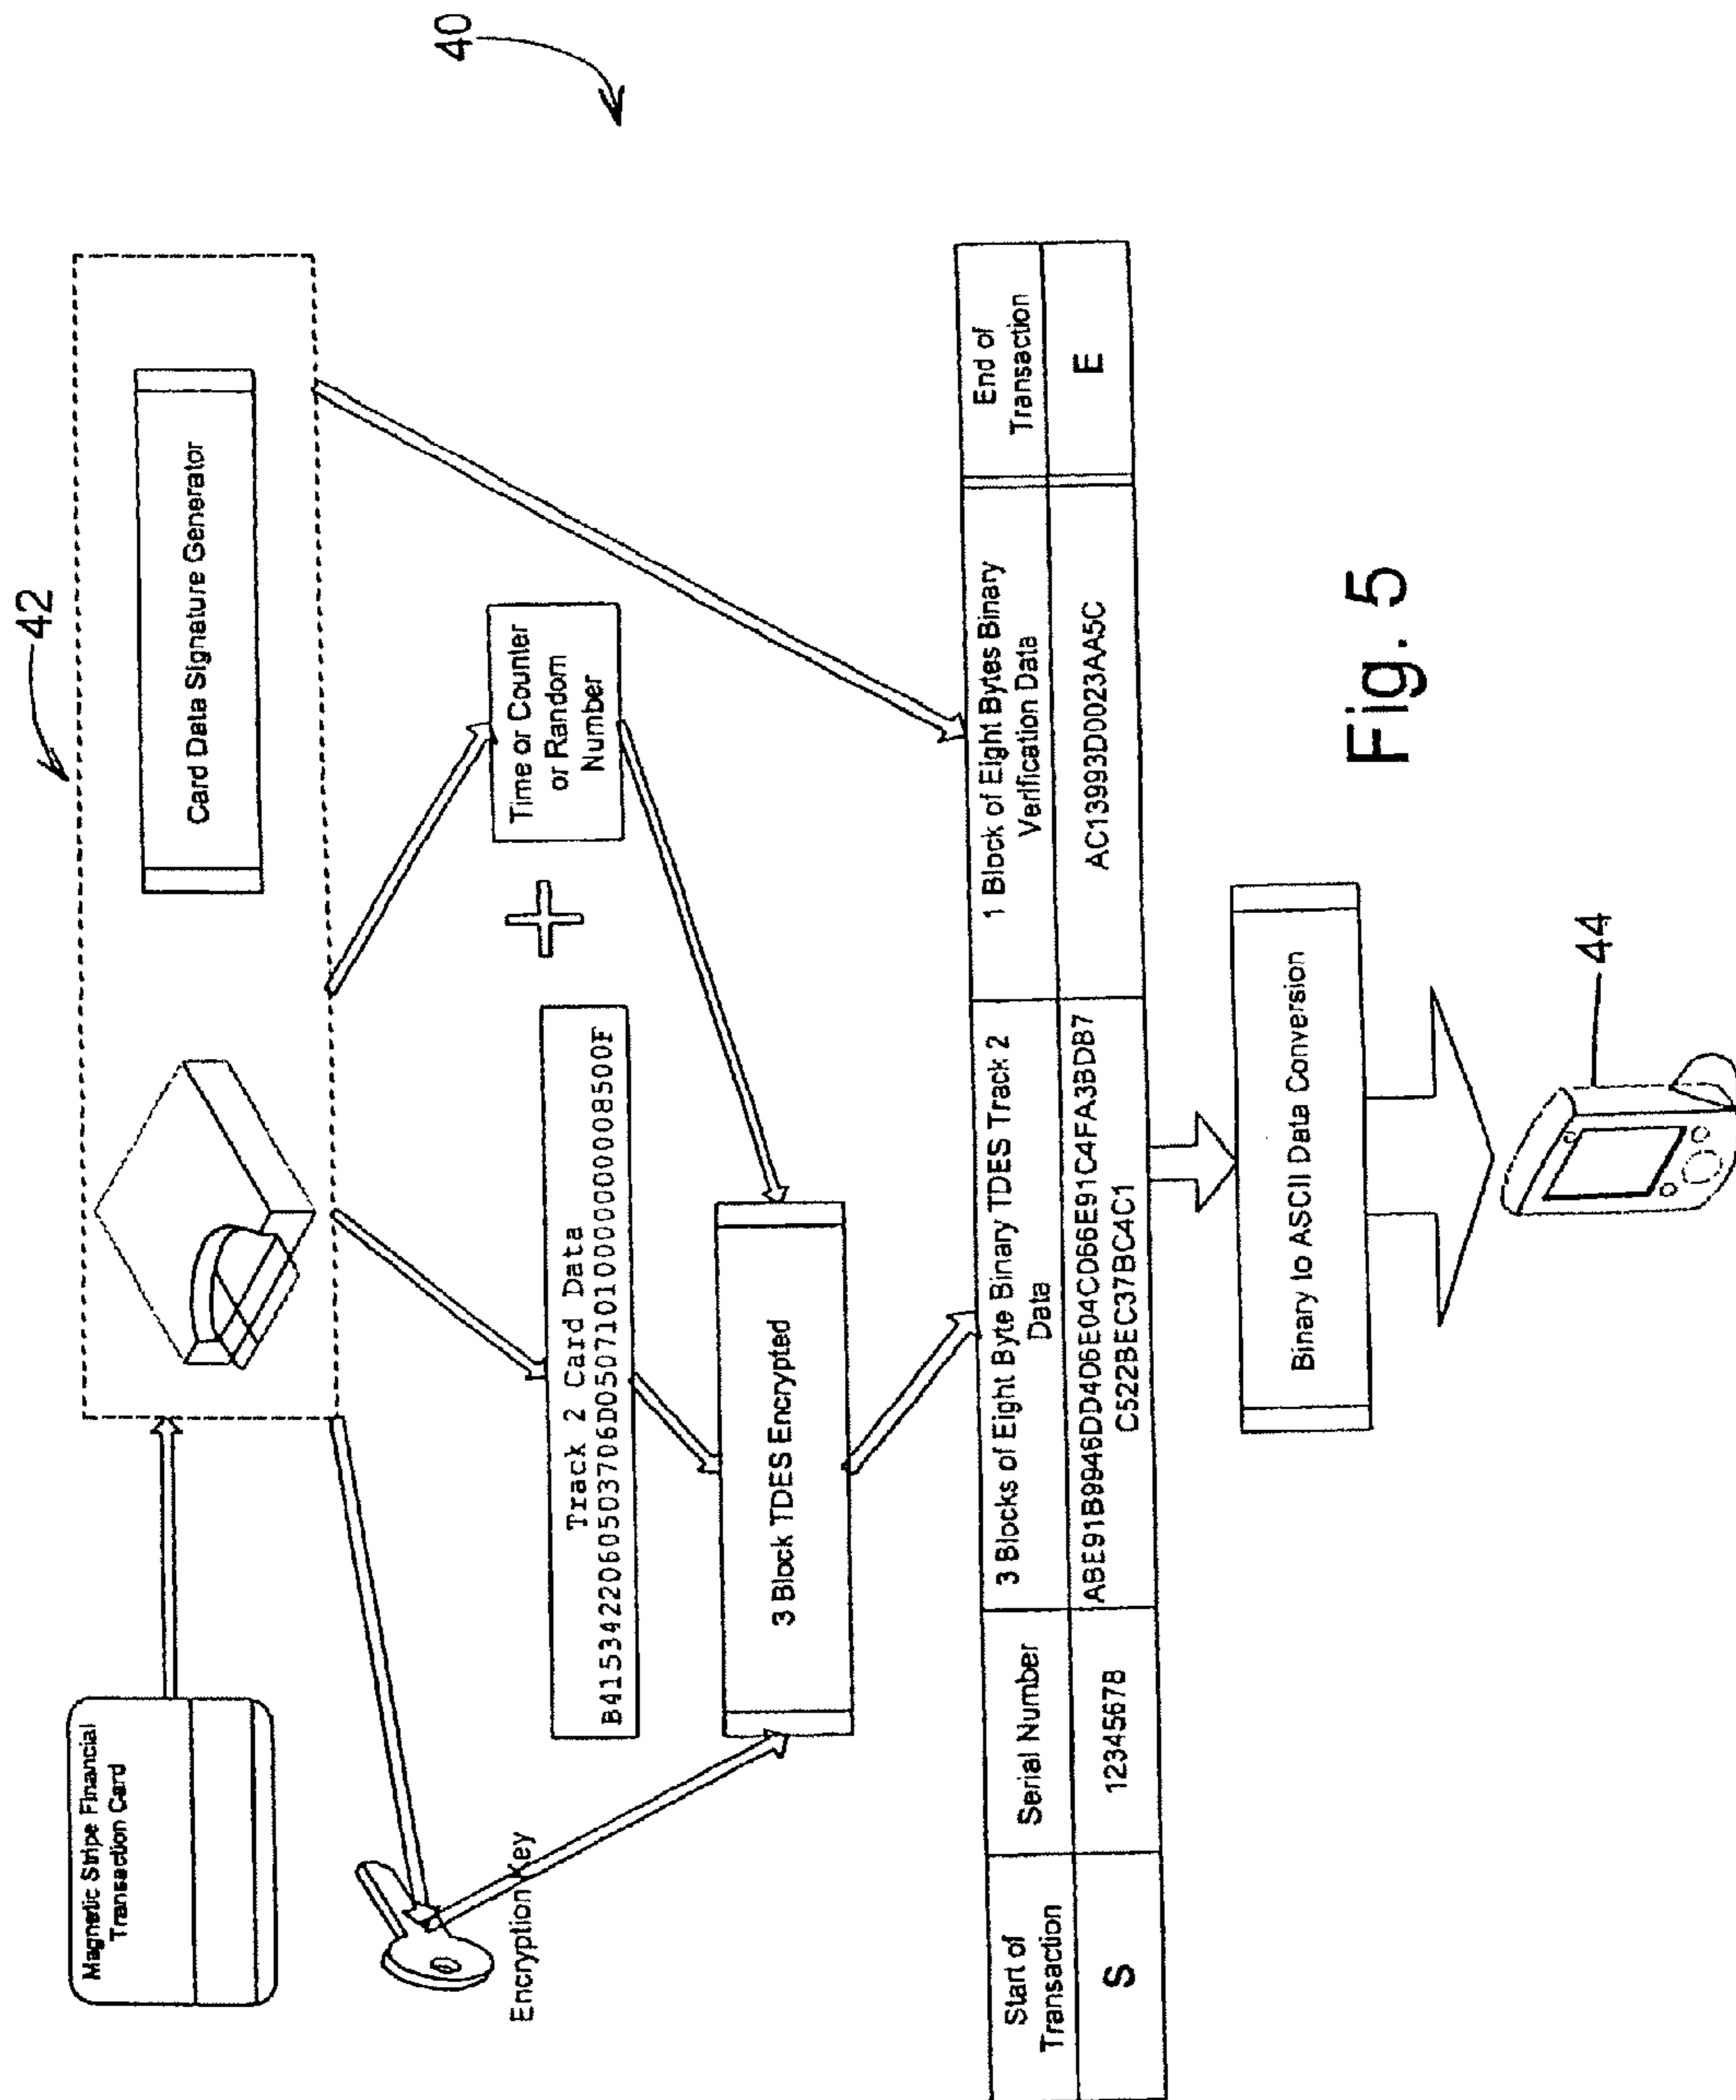 40
42
Magnetic Stripe Financial
Transaction Card
Card Data Signature Generator
Encryption Key
Track 2 Card Data
B4153422060503706D05071010000000008500F
Time or Counter
or Random
Number
3 Block TDES Encrypted
Start of
Transaction
Serial Number
3 Blocks of Eight Byte Binary TDES Track 2
Data
1 Block of Eight Bytes Binary
Verification Data
End of
Transaction
S
12345678
ABE91B9946DD4D6E04C066E91C4FA3BDB7
C522BEC37BC4C1
AC13993D0023AA5C
E
Binary to ASCII Data Conversion
44
Fig. 5